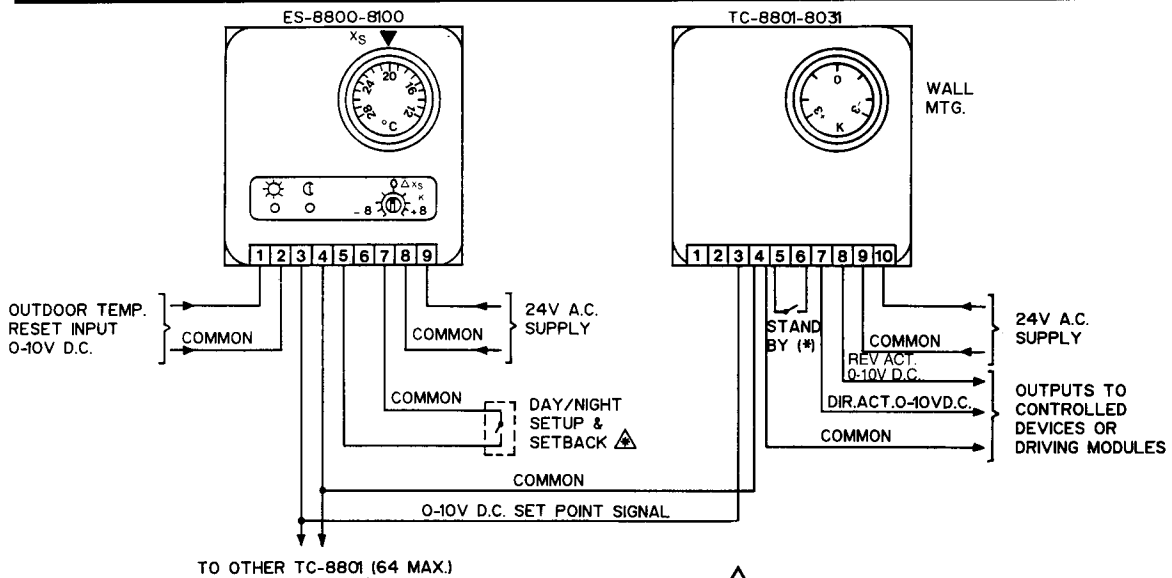 ES-8800-8100
TC-8801-8031
XS
28 24 20 16 12
°C
0
+3 -3
K
WALL
MTG.
0 △ XS
K
- 8 +8
1 2 3 4 5 6 7 8 9
1 2 3 4 5 6 7 8 9 10
OUTDOOR TEMP.
RESET INPUT
0-10V D.C.
COMMON
24V A.C.
SUPPLY
COMMON
STAND
BY (*)
COMMON
24V A.C.
SUPPLY
REV ACT.
0-10V D.C.
DIR.ACT.0-10VD.C.
COMMON
OUTPUTS TO
CONTROLLED
DEVICES OR
DRIVING MODULES
COMMON
DAY/NIGHT
SETUP &
SETBACK
COMMON
0-10V D.C. SET POINT SIGNAL
TO OTHER TC-8801 (64 MAX.)